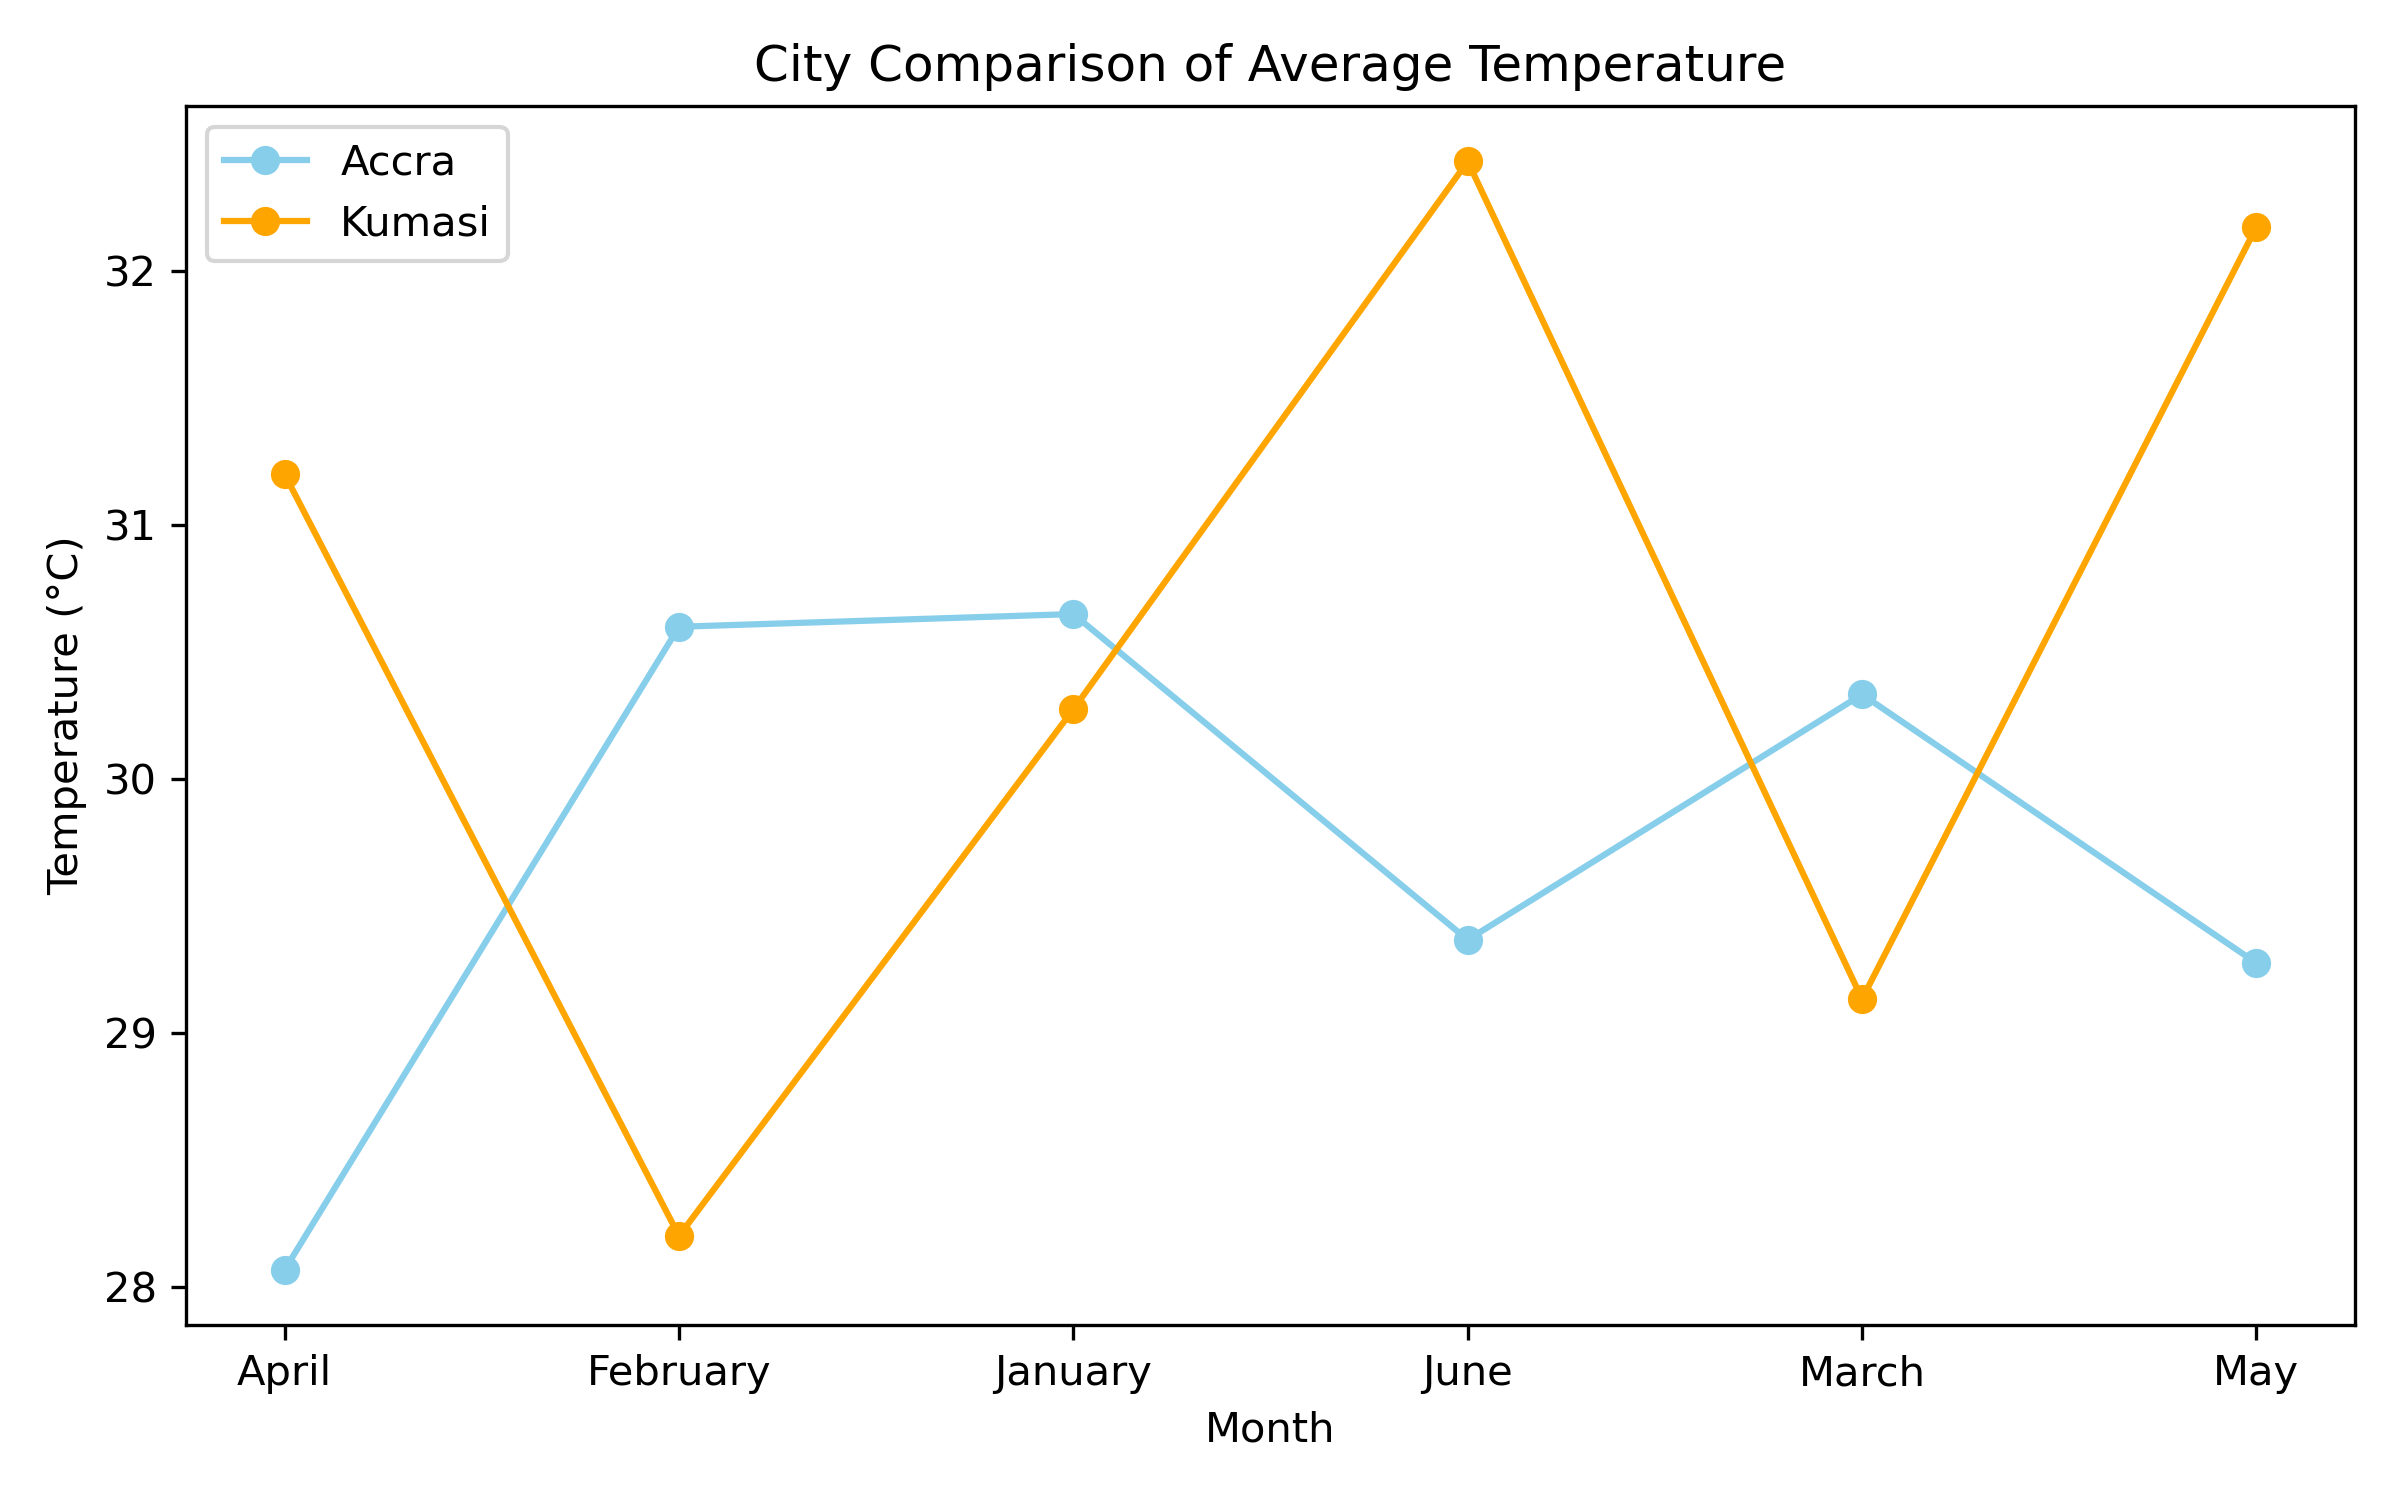 City Comparison of Average Temperature
Accra
Kumasi
Temperature (°C)
32
31
30
29
28
April February January June March May
Month